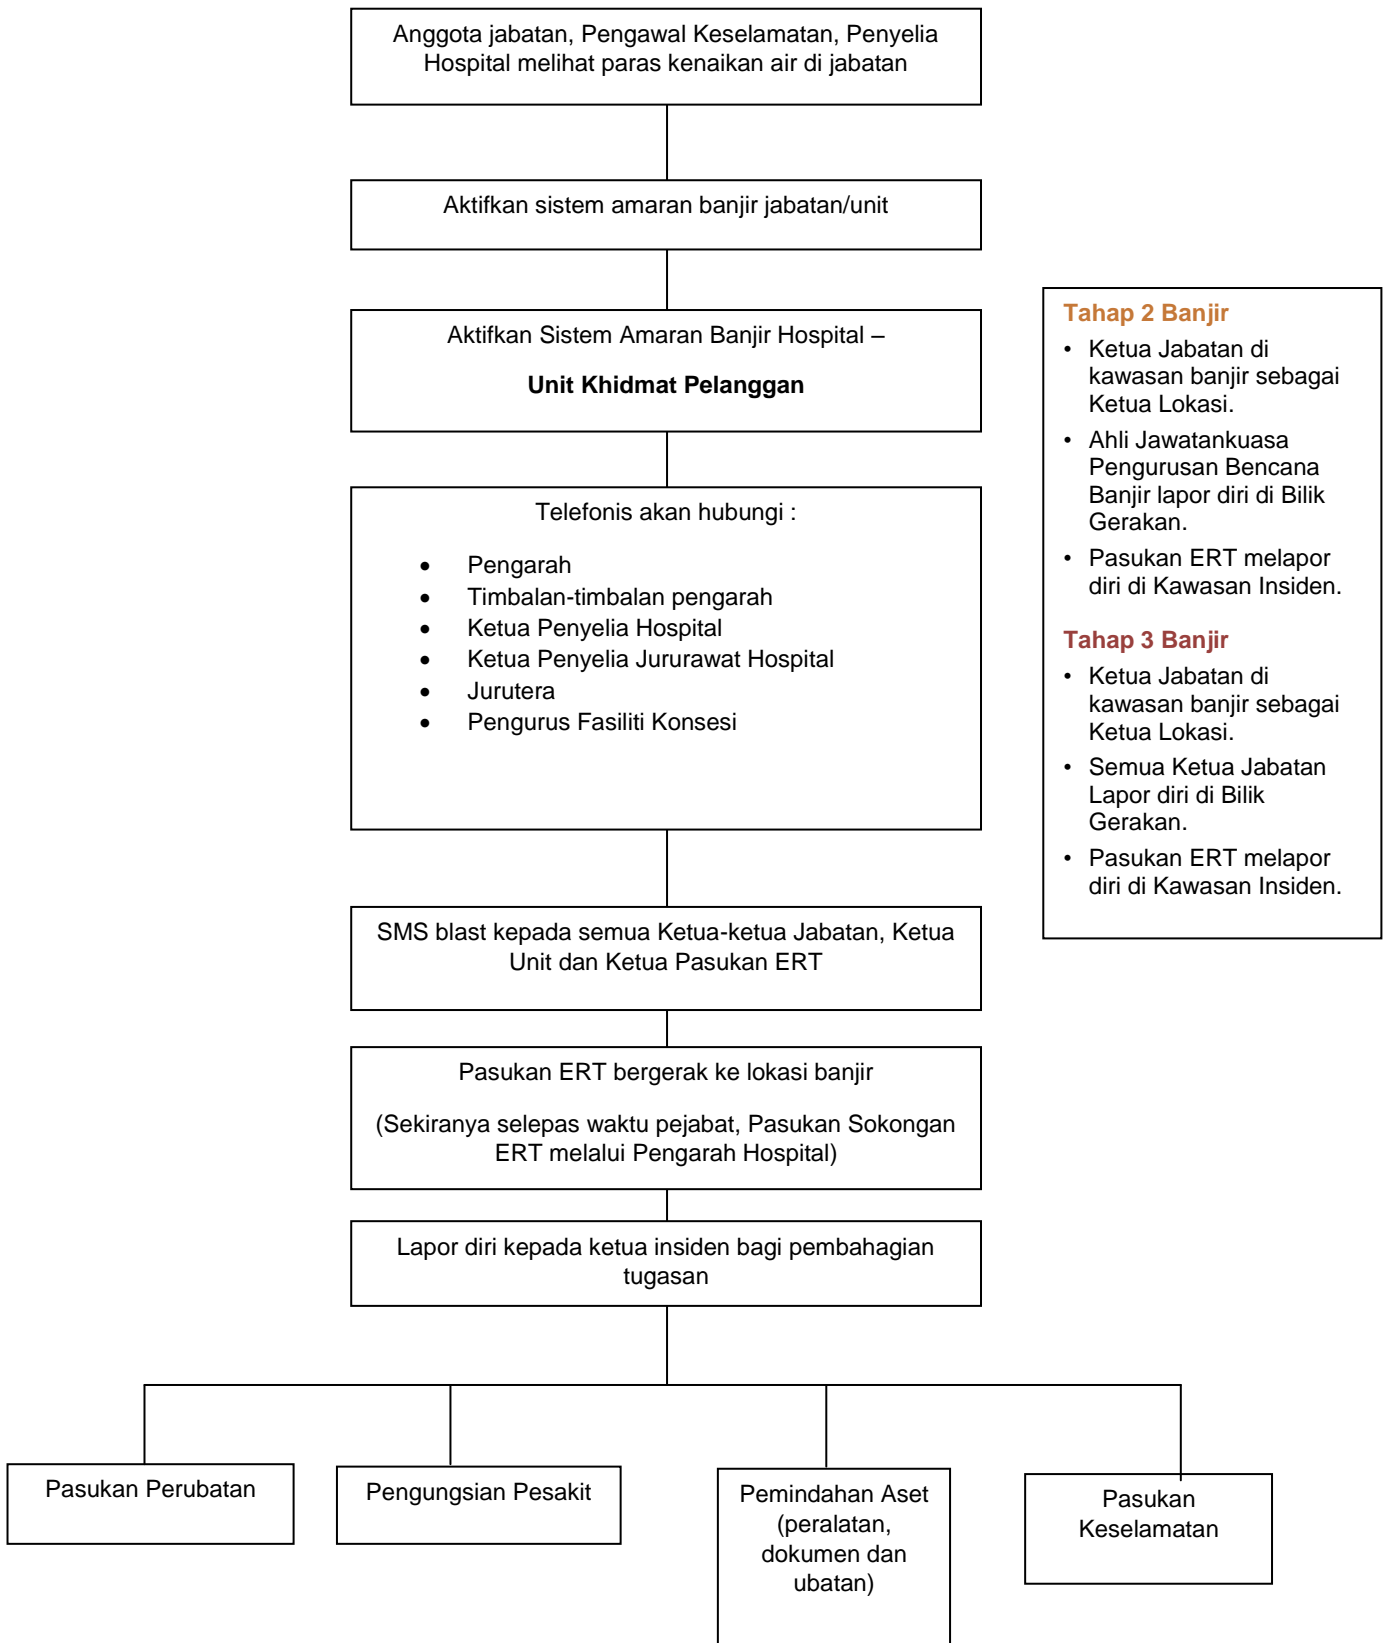 Anggota jabatan, Pengawal Keselamatan, Penyelia
Hospital melihat paras kenaikan air di jabatan
Aktifkan sistem amaran banjir jabatan/unit
Aktifkan Sistem Amaran Banjir Hospital –
Unit Khidmat Pelanggan
Telefonis akan hubungi :
• Pengarah
• Timbalan-timbalan pengarah
• Ketua Penyelia Hospital
• Ketua Penyelia Jururawat Hospital
• Jurutera
• Pengurus Fasiliti Konsesi
Tahap 2 Banjir
• Ketua Jabatan di
kawasan banjir sebagai
Ketua Lokasi.
• Ahli Jawatankuasa
Pengurusan Bencana
Banjir lapor diri di Bilik
Gerakan.
• Pasukan ERT melapor
diri di Kawasan Insiden.
Tahap 3 Banjir
• Ketua Jabatan di
kawasan banjir sebagai
Ketua Lokasi.
• Semua Ketua Jabatan
Lapor diri di Bilik
Gerakan.
• Pasukan ERT melapor
diri di Kawasan Insiden.
SMS blast kepada semua Ketua-ketua Jabatan, Ketua
Unit dan Ketua Pasukan ERT
Pasukan ERT bergerak ke lokasi banjir
(Sekiranya selepas waktu pejabat, Pasukan Sokongan
ERT melalui Pengarah Hospital)
Lapor diri kepada ketua insiden bagi pembahagian
tugasan
Pasukan Perubatan
Pengungsian Pesakit
Pemindahan Aset
(peralatan,
dokumen dan
ubatan)
Pasukan
Keselamatan